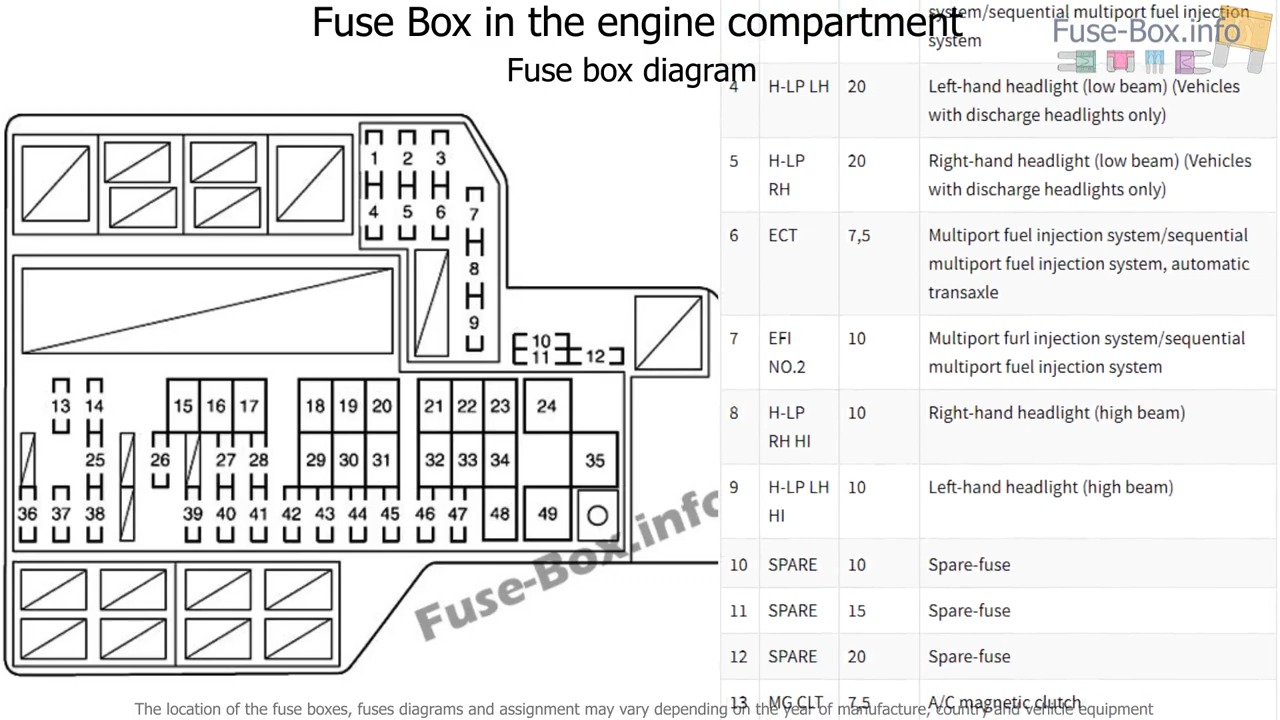 Fuse Box in the engine compartment
Fuse box diagram
Fuse-Box.info
system/sequential multiport fuel injection
system
4 H-LP LH 20 Left-hand headlight (low beam) (Vehicles
with discharge headlights only)
5 H-LP 20 Right-hand headlight (low beam) (Vehicles
RH with discharge headlights only)
6 ECT 7,5 Multiport fuel injection system/sequential
multiport fuel injection system, automatic
transaxle
7 EFI 10 Multiport furl injection system/sequential
NO.2 multiport fuel injection system
8 H-LP 10 Right-hand headlight (high beam)
RH HI
9 H-LP LH 10 Left-hand headlight (high beam)
HI
10 SPARE 10 Spare-fuse
11 SPARE 15 Spare-fuse
12 SPARE 20 Spare-fuse
13 MG CLT 7,5 A/C magnetic clutch
1 2 3
4 5 6 7
8
9
10
11 12
13 14 15 16 17 18 19 20 21 22 23 24
25 26 27 28 29 30 31 32 33 34 35
36 37 38 39 40 41 42 43 44 45 46 47 48 49
Fuse-Box.info
The location of the fuse boxes, fuses diagrams and assignment may vary depending on the year of manufacture, country and vehicle equipment